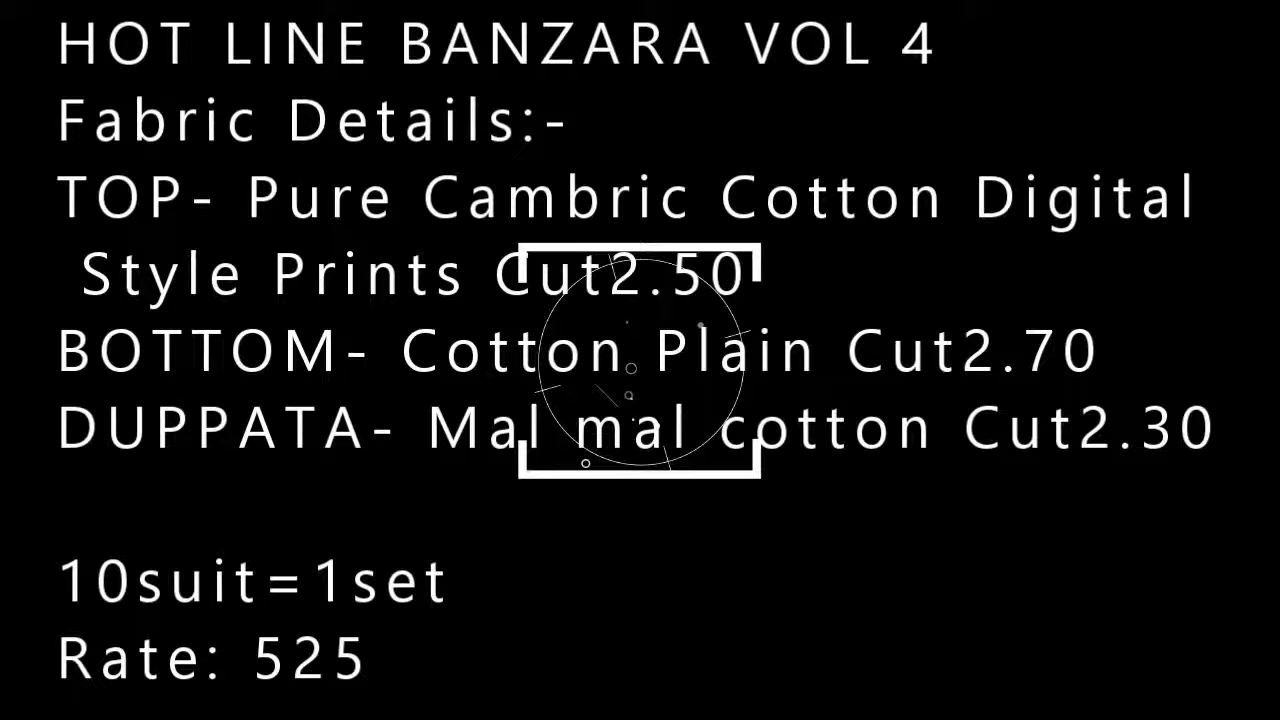 HOT LINE BANZARA VOL 4
Fabric Details:-
TOP- Pure Cambric Cotton Digital
Style Prints Cut2.50
BOTTOM- Cotton Plain Cut2.70
DUPPATA- Mal mal cotton Cut2.30
10suit=1set
Rate: 525